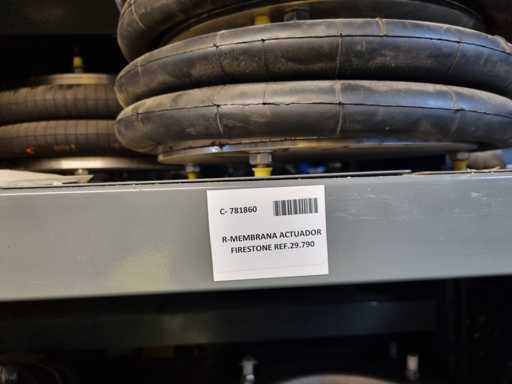 C- 781860
R-MEMBRANA ACTUADOR
FIRESTONE REF.29.790